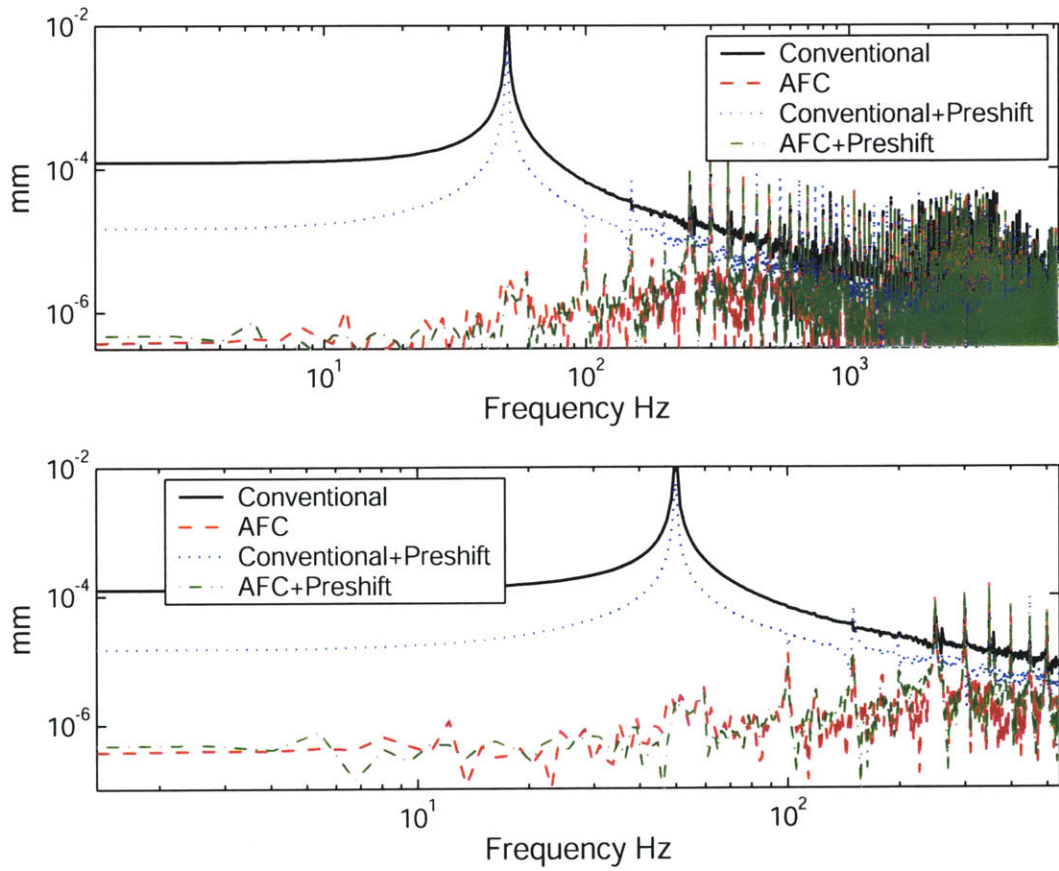 10^-2
10^-4
10^-6
mm
Conventional
AFC
Conventional+Preshift
AFC+Preshift
10^1
10^2
10^3
Frequency Hz
10^-2
10^-4
10^-6
mm
Conventional
AFC
Conventional+Preshift
AFC+Preshift
10^1
10^2
Frequency Hz